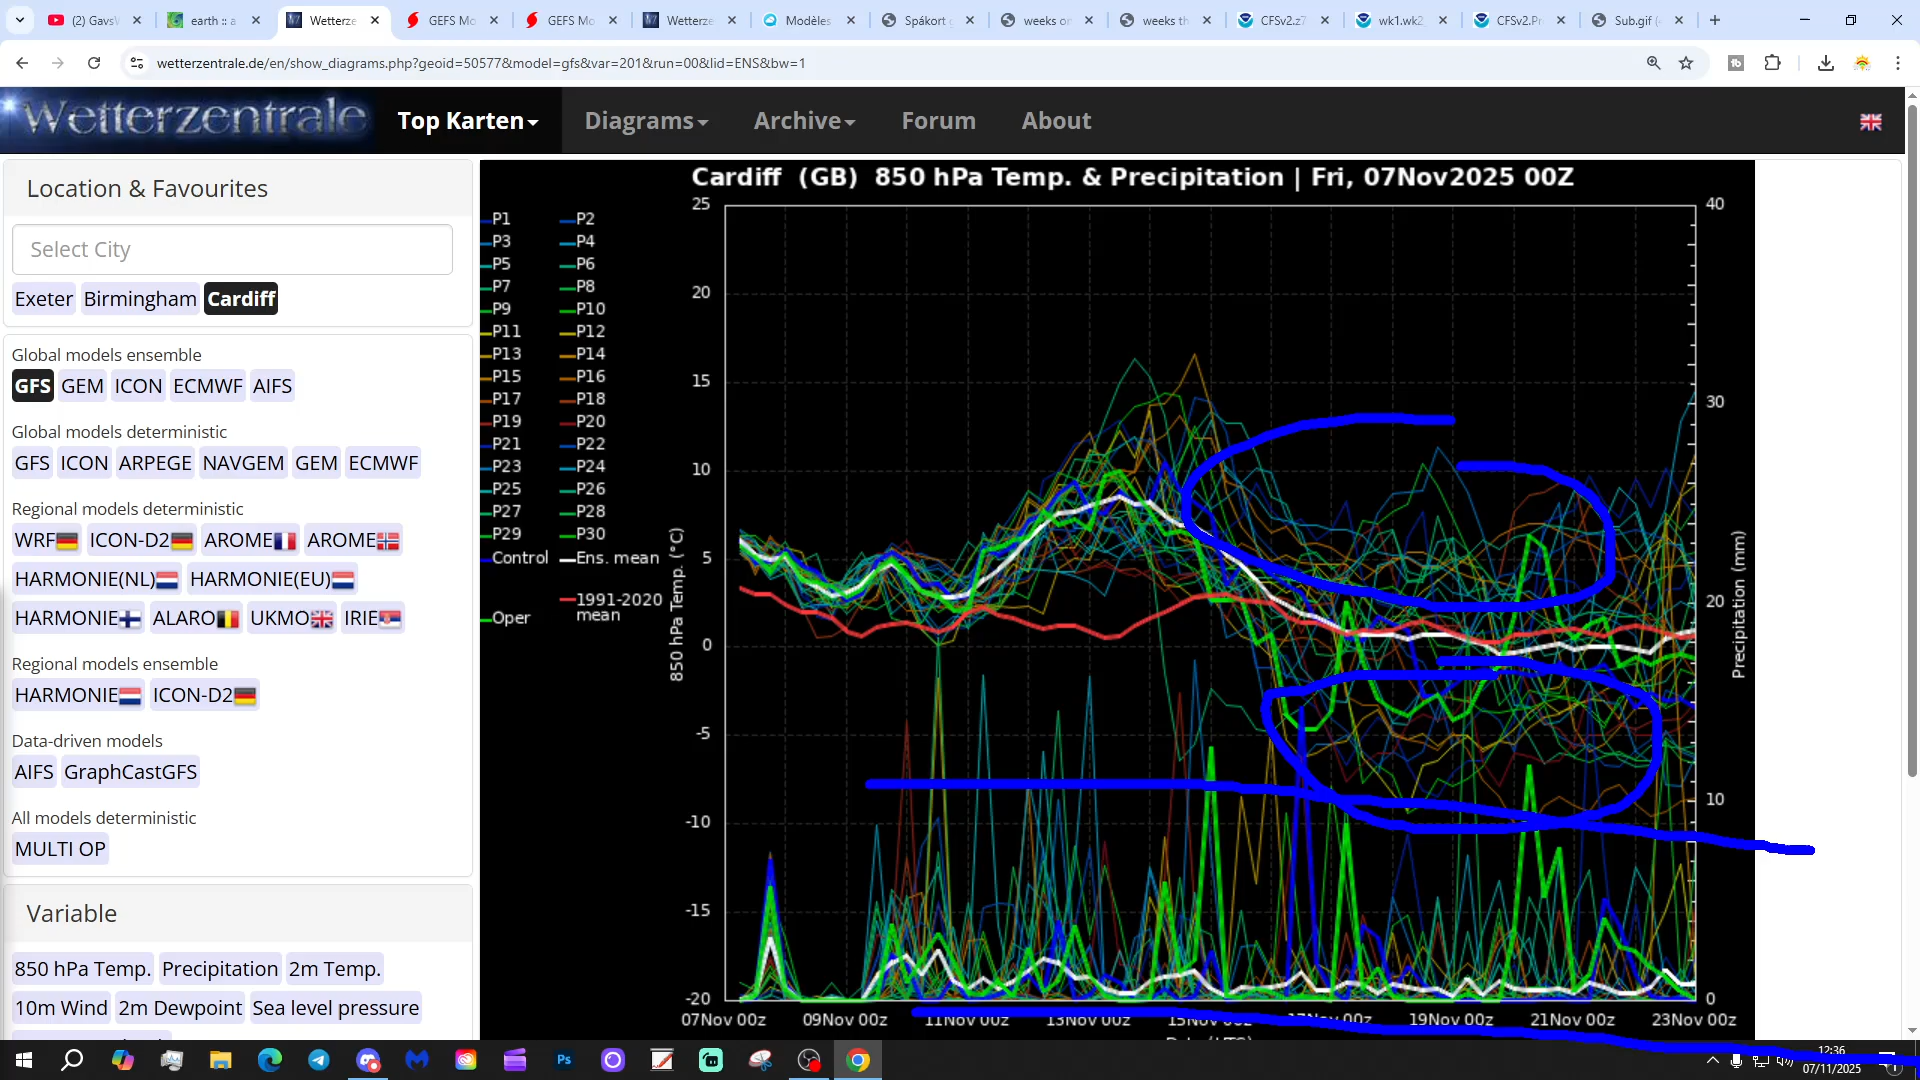 (2) GavsW
earth :: a
Wetterze
GEFS Mo
GEFS Mo
Wetterze
Modèles
Spákort g
weeks on
weeks th
CFSv2.z7
wk1.wk2
CFSv2.Pr
Sub.gif (
wetterzentrale.de/en/show_diagrams.php?geoid=50577&model=gfs&var=201&run=00&lid=ENS&bw=1
Wetterzentrale
Top Karten
Diagrams
Archive
Forum
About
Location & Favourites
Select City
Exeter Birmingham Cardiff
Global models ensemble
GFS GEM ICON ECMWF AIFS
Global models deterministic
GFS ICON ARPEGE NAVGEM GEM ECMWF
Regional models deterministic
WRF ICON-D2 AROME AROME
HARMONIE(NL) HARMONIE(EU)
HARMONIE ALARO UKMO IRIE
Regional models ensemble
HARMONIE ICON-D2
Data-driven models
AIFS GraphCastGFS
All models deterministic
MULTI OP
Variable
850 hPa Temp. Precipitation 2m Temp.
10m Wind 2m Dewpoint Sea level pressure
Cardiff (GB) 850 hPa Temp. & Precipitation | Fri, 07Nov2025 00Z
P1 P2
P3 P4
P5 P6
P7 P8
P9 P10
P11 P12
P13 P14
P15 P16
P17 P18
P19 P20
P21 P22
P23 P24
P25 P26
P27 P28
P29 P30
Control Ens. mean
Oper 1991-2020
mean
850 hPa Temp. (°C)
25
20
15
10
5
0
-5
-10
-15
-20
40
30
20
10
0
Precipitation (mm)
07Nov 00z 09Nov 00z 11Nov 00z 13Nov 00z 15Nov 00z 17Nov 00z 19Nov 00z 21Nov 00z 23Nov 00z
12:36
07/11/2025